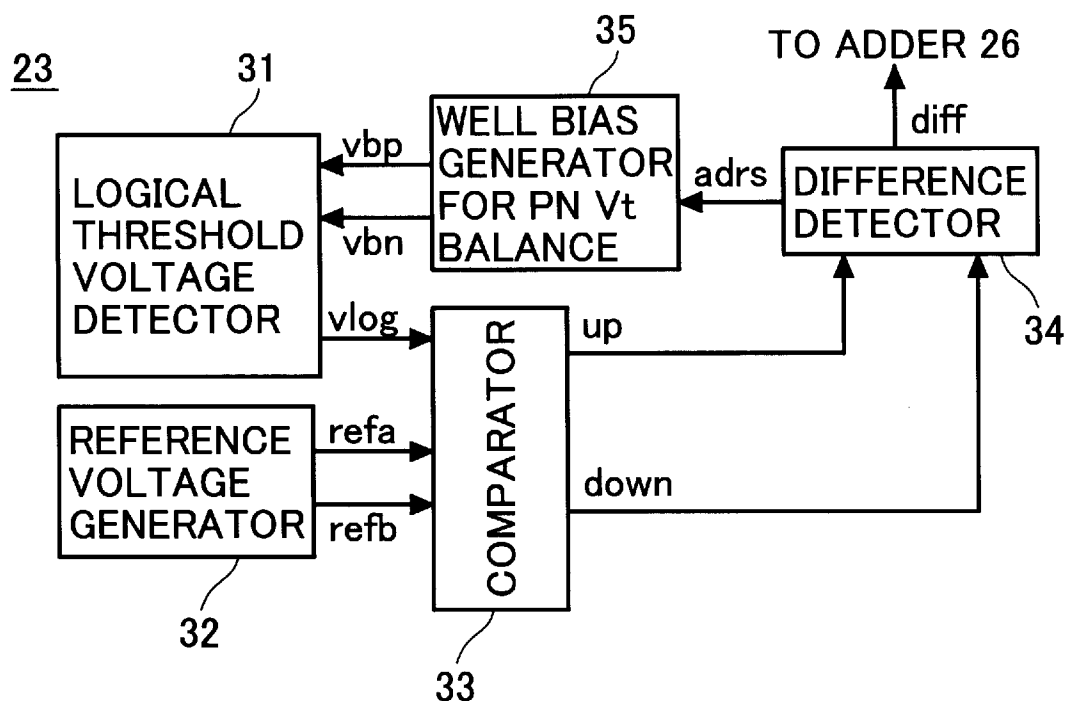 23
31
35
TO ADDER 26
diff
LOGICAL
THRESHOLD
VOLTAGE
DETECTOR
vbp
vbn
WELL BIAS
GENERATOR
FOR PN Vt
BALANCE
adrs
DIFFERENCE
DETECTOR
34
vlog
up
REFERENCE
VOLTAGE
GENERATOR
refa
refb
COMPARATOR
down
32
33